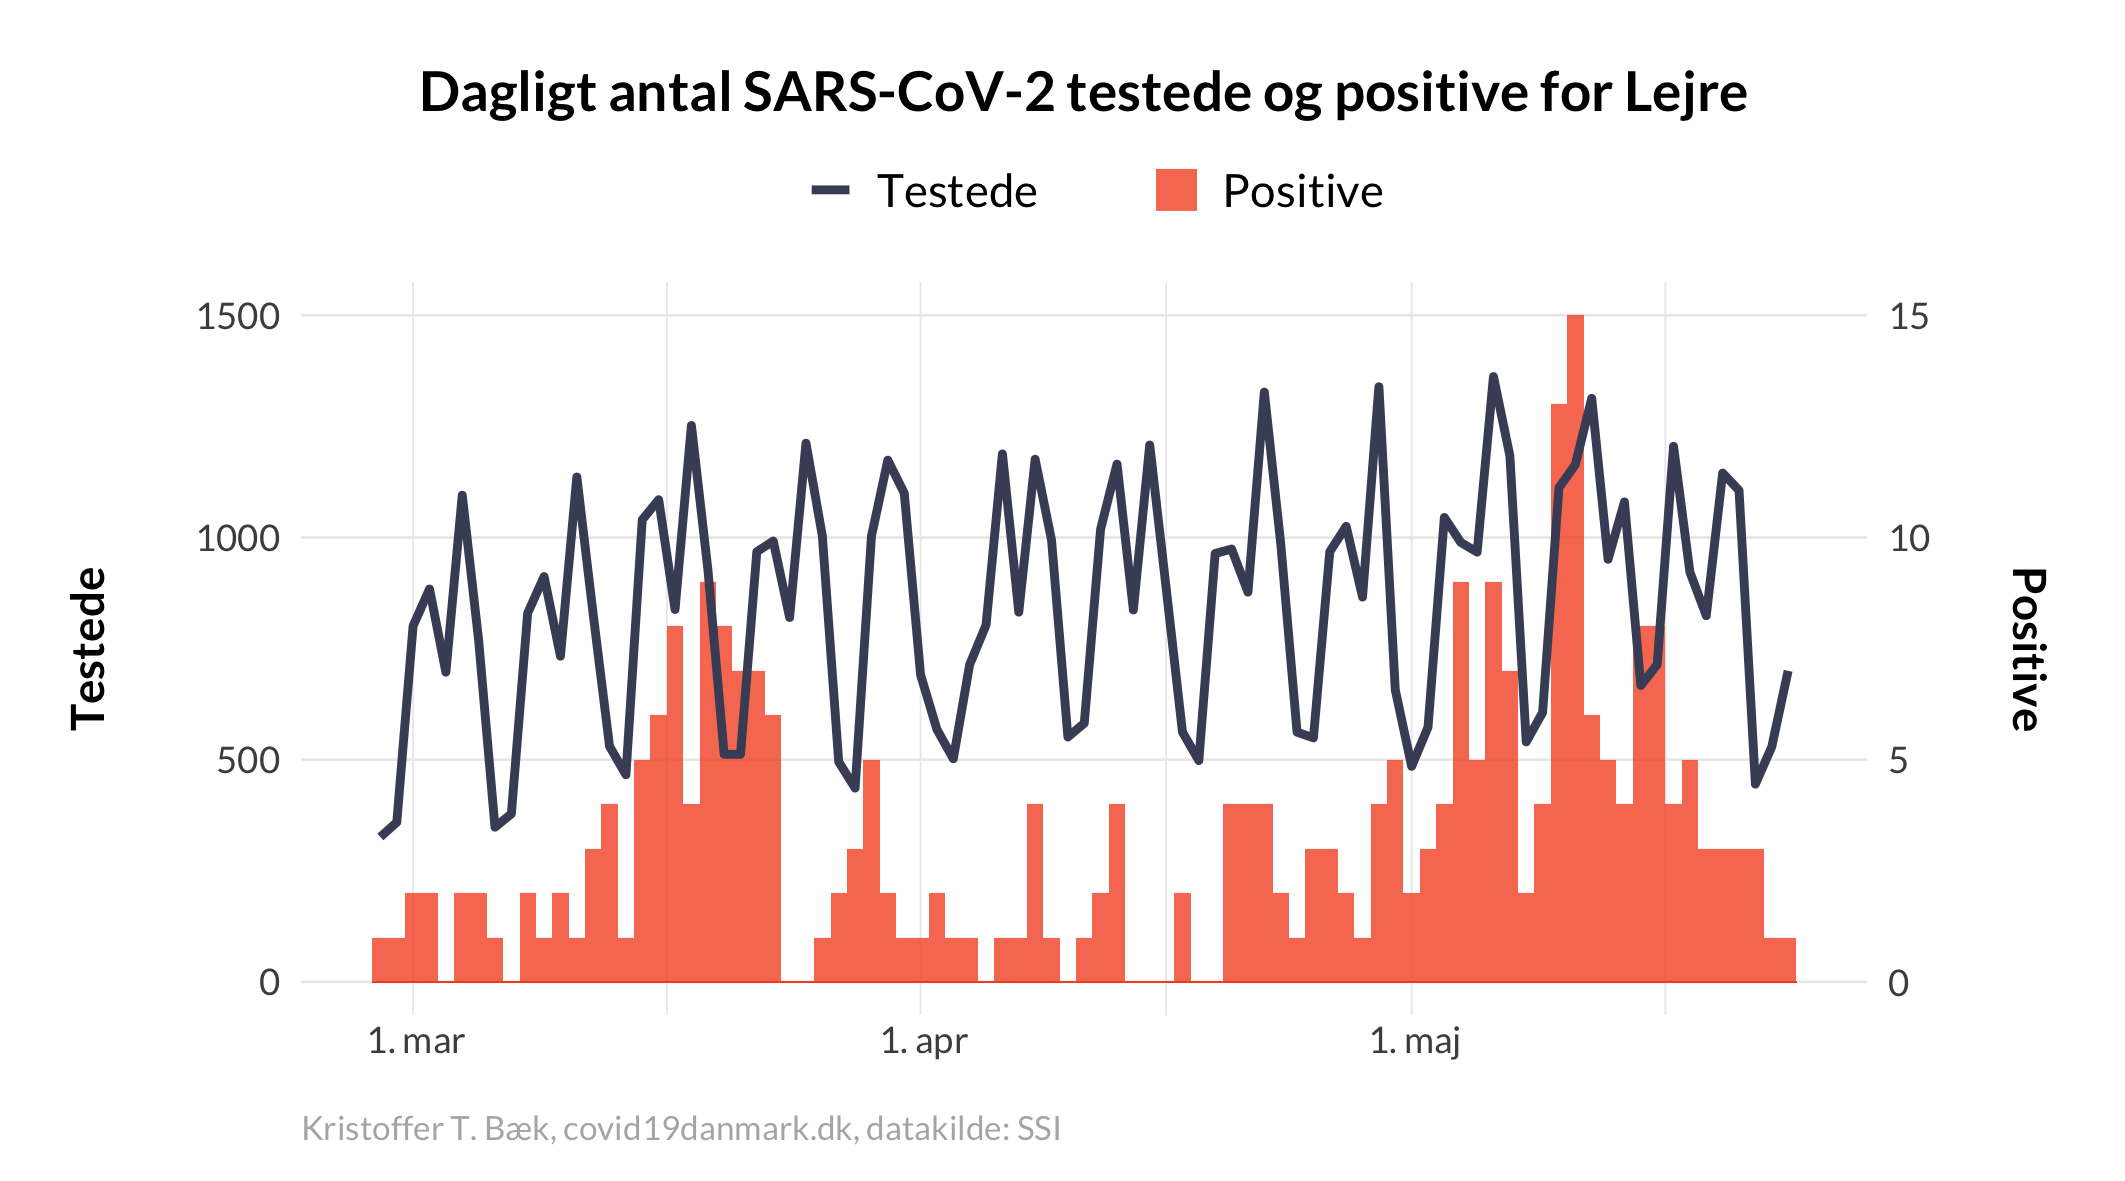 Dagligt antal SARS-CoV-2 testede og positive for Lejre
Testede Positive
1500 15
1000 10
500 5
0 0
Testede
Positive
1. mar 1. apr 1. maj
Kristoffer T. Bæk, covid19danmark.dk, datakilde: SSI